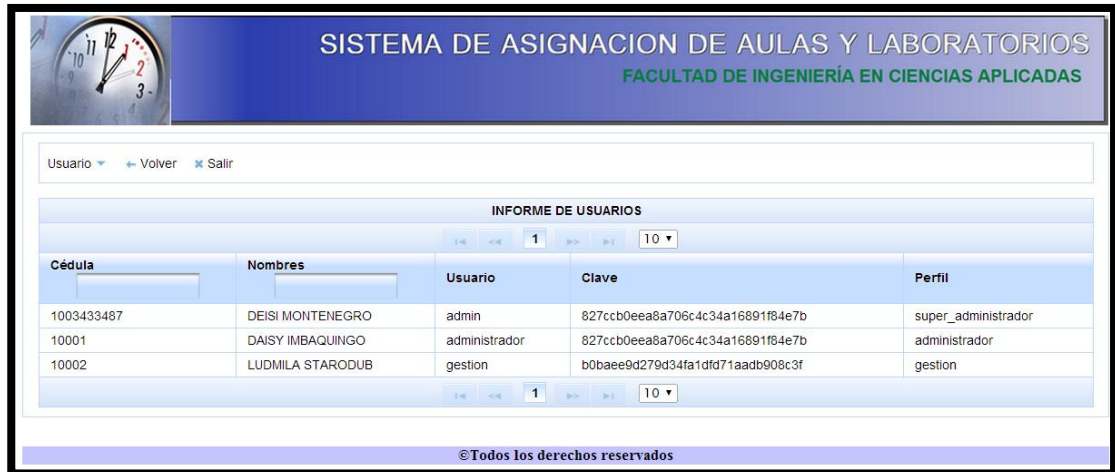 SISTEMA DE ASIGNACION DE AULAS Y LABORATORIOS
FACULTAD DE INGENIERÍA EN CIENCIAS APLICADAS
Usuario Volver Salir
INFORME DE USUARIOS
1 10
Cédula Nombres Usuario Clave Perfil
1003433487 DEISI MONTENEGRO admin 827ccb0eea8a706c4c34a16891f84e7b super_administrador
10001 DAISY IMBAQUINGO administrador 827ccb0eea8a706c4c34a16891f84e7b administrador
10002 LUDMILA STARODUB gestion b0baee9d279d34fa1dfd71aadb908c3f gestion
1 10
©Todos los derechos reservados